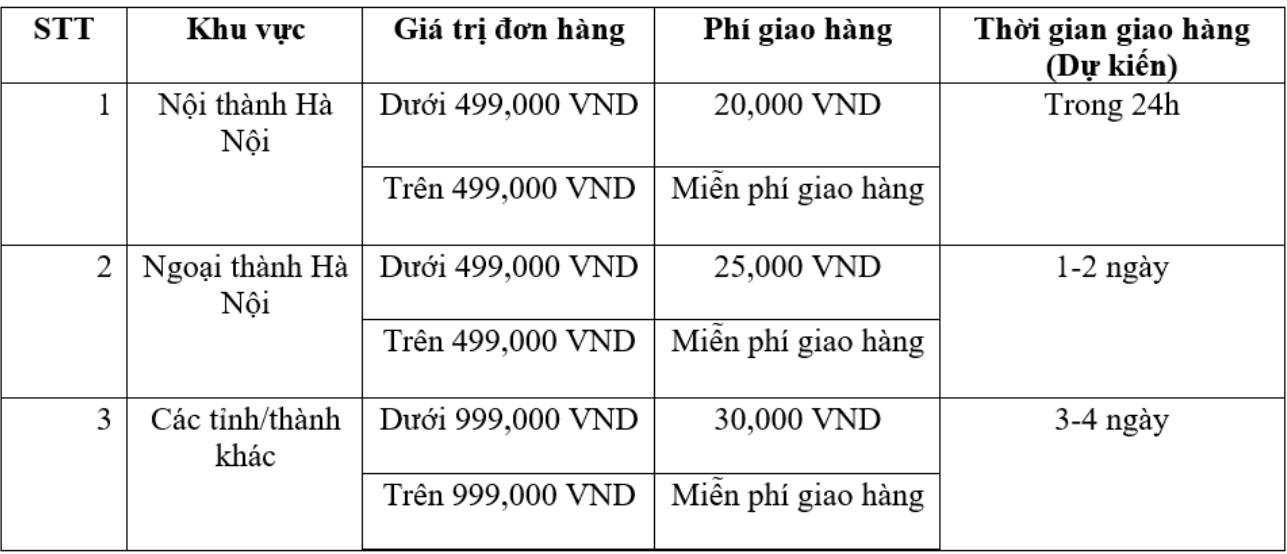 STT Khu vực Giá trị đơn hàng Phí giao hàng Thời gian giao hàng
(Dự kiến)
1 Nội thành Hà Dưới 499,000 VND 20,000 VND Trong 24h
Nội
Trên 499,000 VND Miễn phí giao hàng
2 Ngoại thành Hà Dưới 499,000 VND 25,000 VND 1-2 ngày
Nội
Trên 499,000 VND Miễn phí giao hàng
3 Các tỉnh/thành Dưới 999,000 VND 30,000 VND 3-4 ngày
khác
Trên 999,000 VND Miễn phí giao hàng